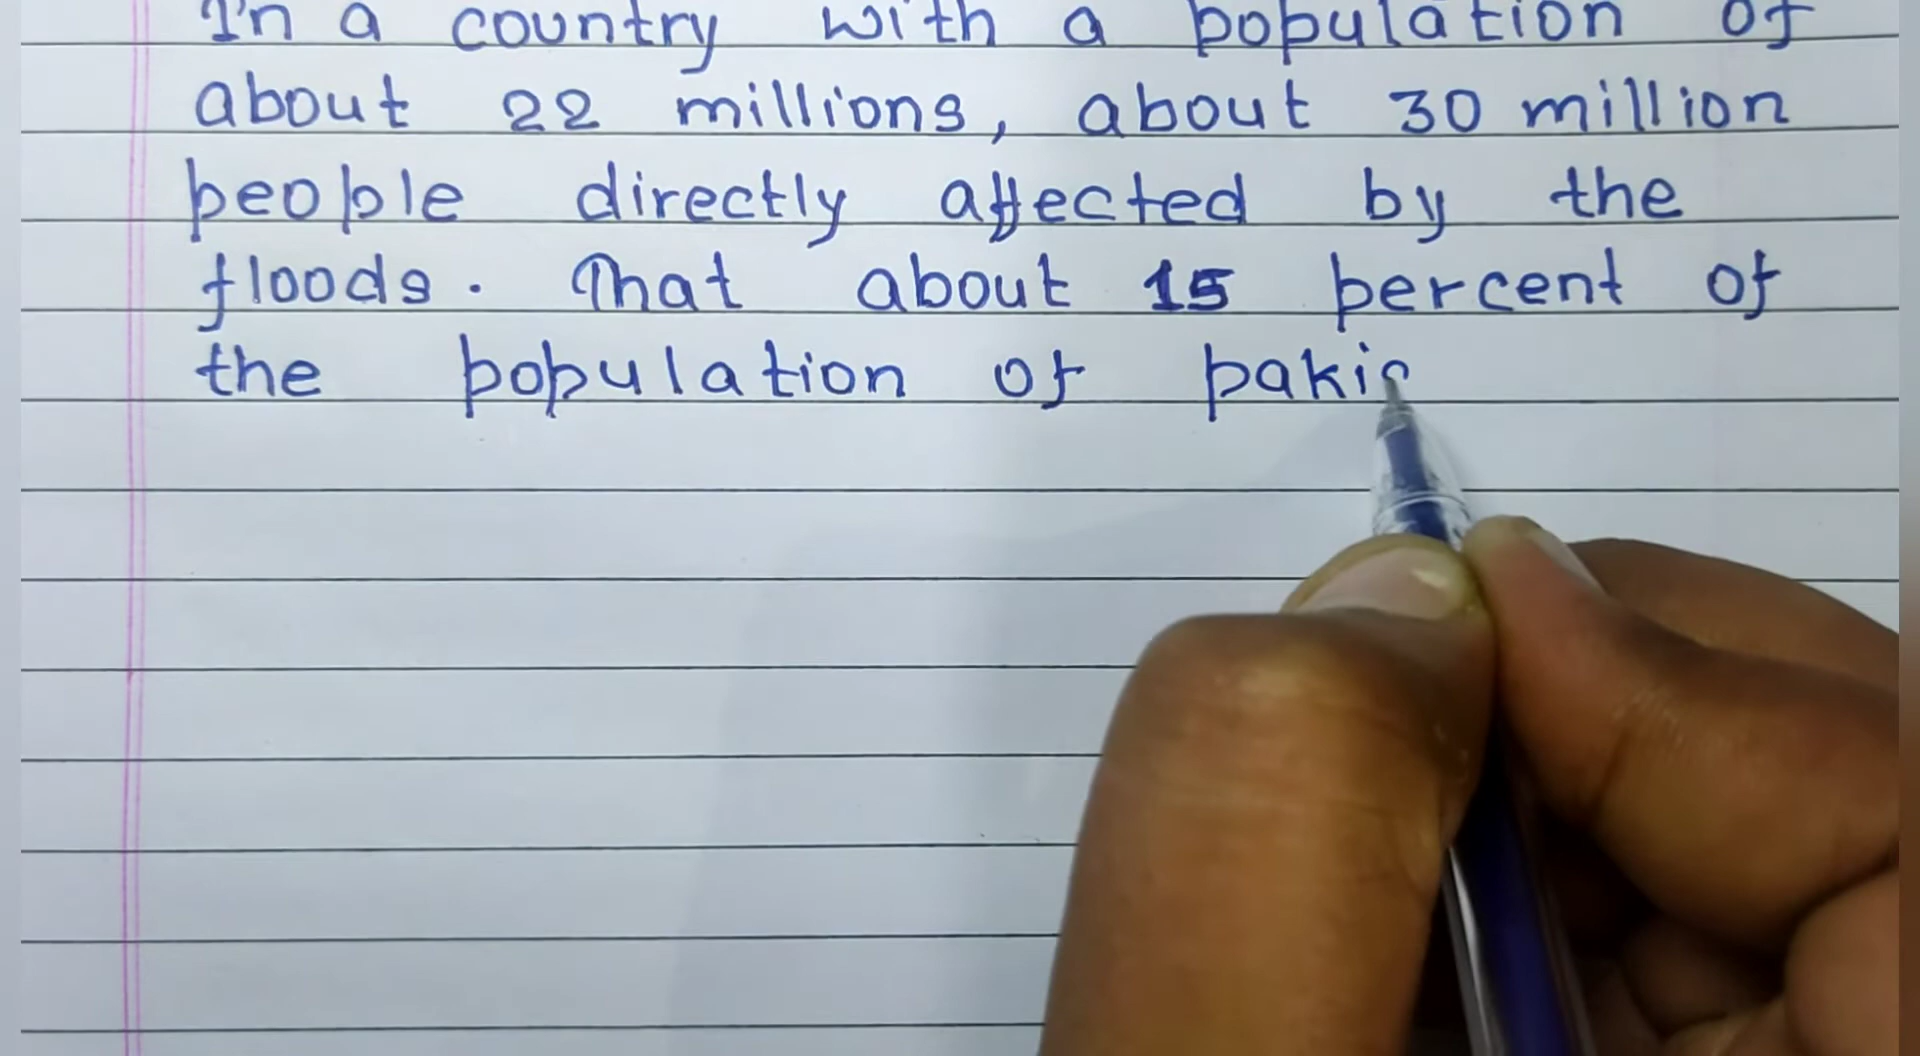 In a country with a population of
about 22 millions, about 30 million
people directly affected by the
floods. That about 15 percent of
the population of pakis